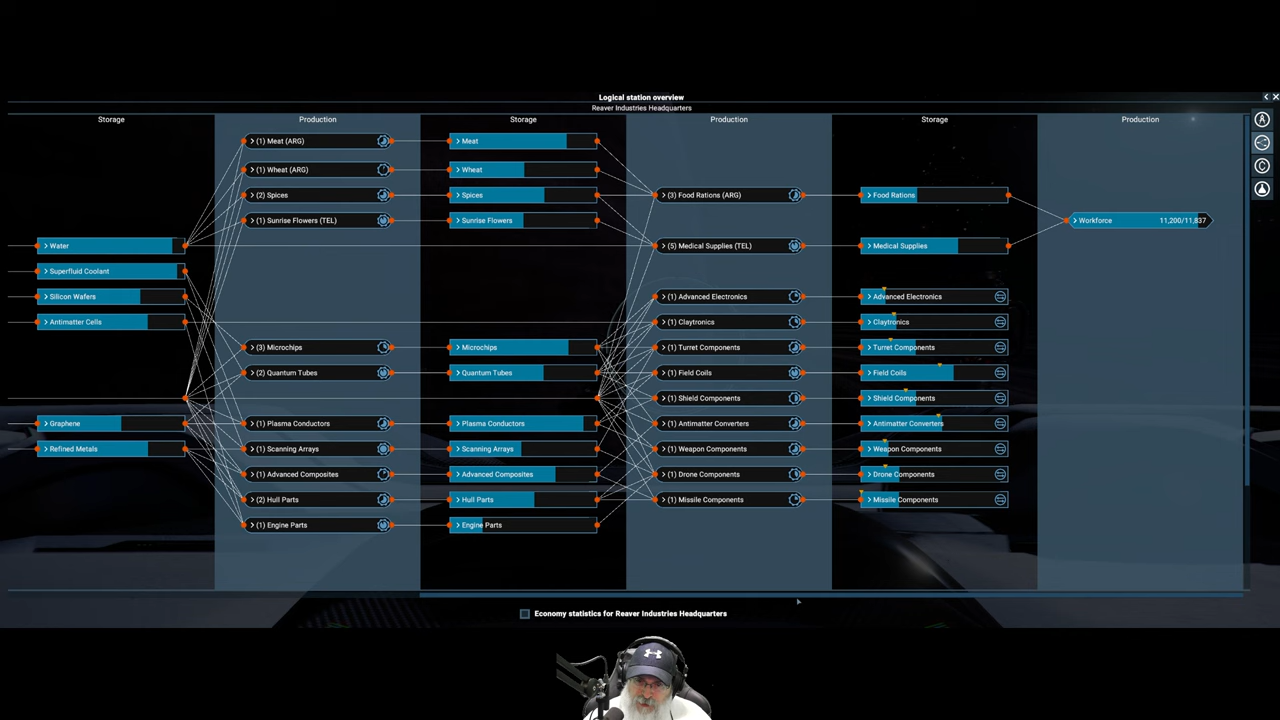 Logical station overview
Reaver Industries Headquarters
Storage Production Storage Production Storage Production
(1) Meat (ARG) Meat
(1) Wheat (ARG) Wheat
(2) Spices Spices (3) Food Rations (ARG) Food Rations
(1) Sunrise Flowers (TEL) Sunrise Flowers Workforce 11,200/11,837
Water (5) Medical Supplies (TEL) Medical Supplies
Superfluid Coolant
Silicon Wafers (1) Advanced Electronics Advanced Electronics
Antimatter Cells (1) Claytronics Claytronics
(3) Microchips Microchips (1) Turret Components Turret Components
(2) Quantum Tubes Quantum Tubes (1) Field Coils Field Coils
(1) Shield Components Shield Components
Graphene (1) Plasma Conductors Plasma Conductors (1) Antimatter Converters Antimatter Converters
Refined Metals (1) Scanning Arrays Scanning Arrays (1) Weapon Components Weapon Components
(1) Advanced Composites Advanced Composites (1) Drone Components Drone Components
(2) Hull Parts Hull Parts (1) Missile Components Missile Components
(1) Engine Parts Engine Parts
Economy statistics for Reaver Industries Headquarters